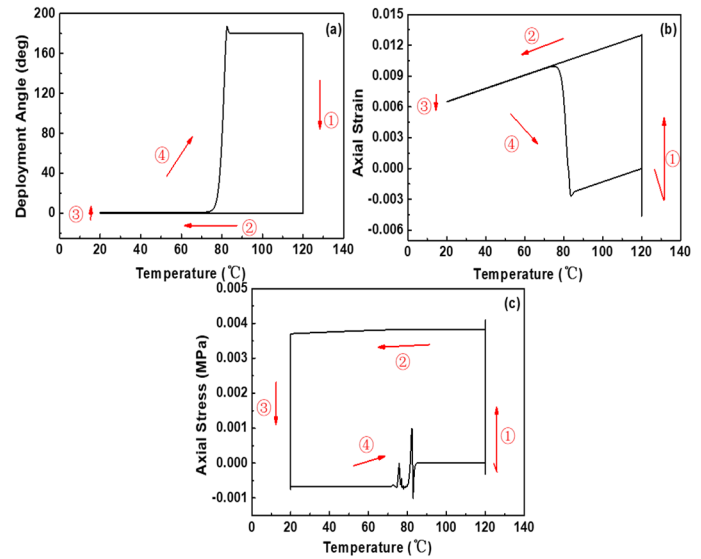 200
160
120
80
40
0
0 20 40 60 80 100 120 140
Deployment Angle (deg)
Temperature (℃)
(a)
①
②
③
④
0.015
0.012
0.009
0.006
0.003
0.000
-0.003
-0.006
0 20 40 60 80 100 120 140
Axial Strain
Temperature (℃)
(b)
②
③
④
①
0.005
0.004
0.003
0.002
0.001
0.000
-0.001
0 20 40 60 80 100 120 140
Axial Stress (MPa)
Temperature (℃)
(c)
②
③
④
①